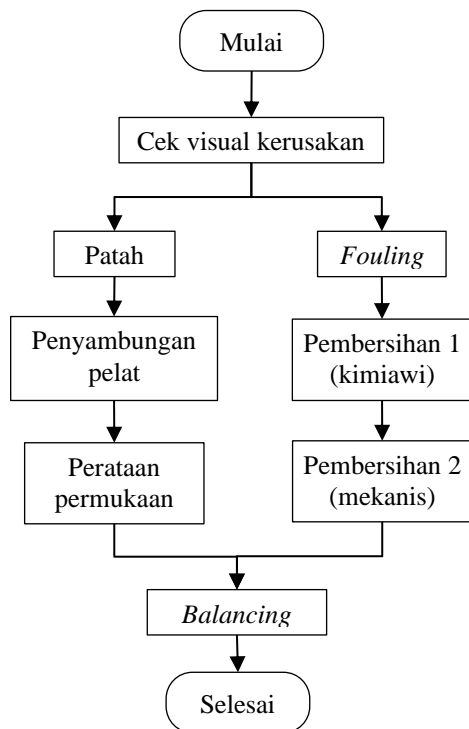 Mulai
Cek visual kerusakan
Patah
Fouling
Penyambungan
pelat
Pembersihan 1
(kimiawi)
Perataan
permukaan
Pembersihan 2
(mekanis)
Balancing
Selesai